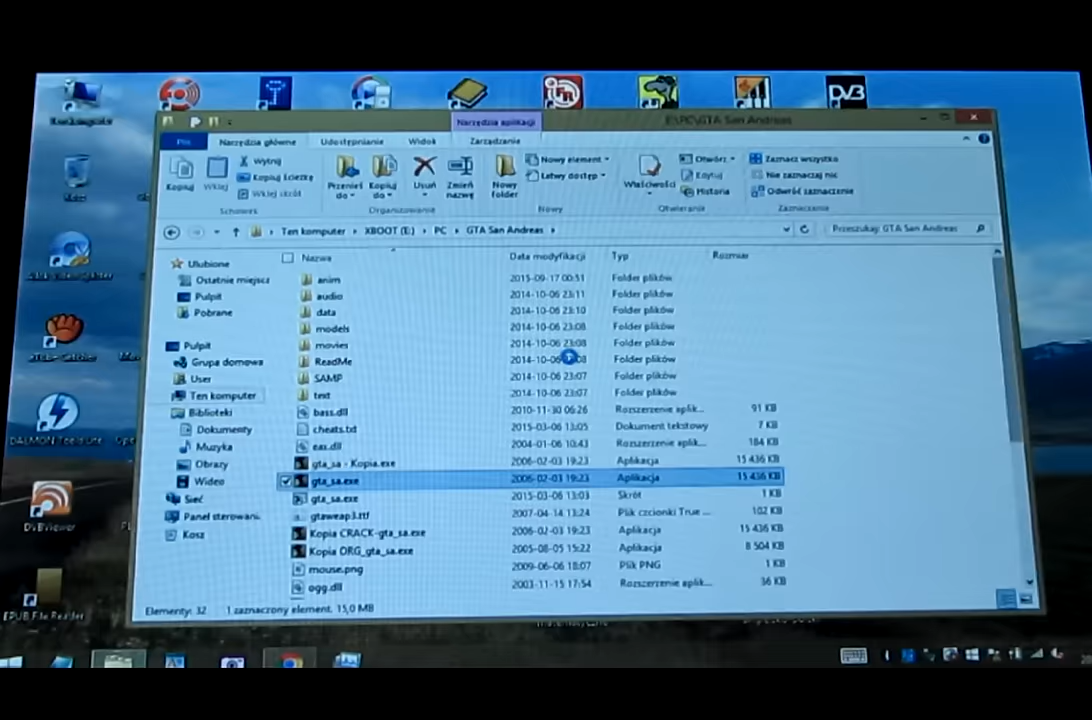 DV3
Narzędzia aplikacji
E:\PC\GTA San Andreas
Plik
Narzędzia główne
Udostępnianie
Widok
Zarządzanie
Kopiuj
Wklej
Wytnij
Kopiuj ścieżkę
Wklej skrót
Schowek
Przenieś do
Kopiuj do
Usuń
Zmień nazwę
Organizowanie
Nowy folder
Nowy element
Łatwy dostęp
Nowy
Właściwości
Otwórz
Edytuj
Historia
Otwieranie
Zaznacz wszystko
Nie zaznaczaj nic
Odwróć zaznaczenie
Zaznaczanie
Ten komputer
XBOOT (E:)
PC
GTA San Andreas
Przeszukaj: GTA San Andreas
Ulubione
Ostatnie miejsca
Pulpit
Pobrane
Pulpit
Grupa domowa
User
Ten komputer
Biblioteki
Dokumenty
Muzyka
Obrazy
Wideo
Sieć
Panel sterowania
Kosz
Nazwa Data modyfikacji Typ Rozmiar
anim 2015-09-17 00:51 Folder plików
audio 2014-10-06 23:11 Folder plików
data 2014-10-06 23:10 Folder plików
models 2014-10-06 23:08 Folder plików
movies 2014-10-06 23:08 Folder plików
ReadMe 2014-10-06 Folder plików
SAMP 2014-10-06 23:07 Folder plików
text 2014-10-06 23:07 Folder plików
bass.dll 2010-11-30 06:26 Rozszerzenie aplik... 91 KB
cheats.txt 2015-03-06 13:05 Dokument tekstowy 7 KB
eax.dll 2004-01-06 10:43 Rozszerzenie aplik... 184 KB
gta_sa - Kopia.exe 2006-02-03 19:23 Aplikacja 15 436 KB
gta_sa.exe 2006-02-03 19:23 Aplikacja 15 436 KB
gta_sa.exe 2015-03-06 13:03 Skrót 1 KB
gtaweap3.ttf 2007-04-14 13:24 Plik czcionki True ... 102 KB
Kopia CRACK-gta_sa.exe 2006-02-03 19:23 Aplikacja 15 436 KB
Kopia ORG_gta_sa.exe 2005-08-05 15:22 Aplikacja 8 504 KB
mouse.png 2009-06-06 18:07 Plik PNG 1 KB
ogg.dll 2003-11-15 17:54 Rozszerzenie aplik... 36 KB
Elementy: 32 1 zaznaczony element. 15,0 MB
Kosz
DAEMON Tools Lite
DVBViewer
EPUB File Reader